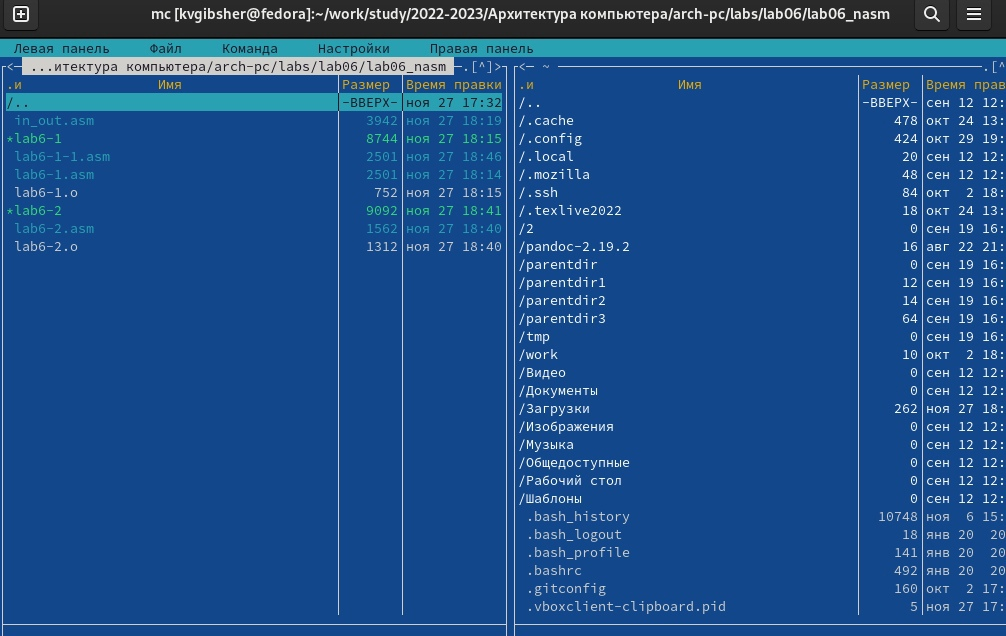 mc [kvgibsher@fedora]:~/work/study/2022-2023/Архитектура компьютера/arch-pc/labs/lab06/lab06_nasm
Левая панель Файл Команда Настройки Правая панель
<─ ...итектура компьютера/arch-pc/labs/lab06/lab06_nasm ─.[^]>
.и Имя Размер Время правки
/.. -ВВЕРХ- ноя 27 17:32
in_out.asm 3942 ноя 27 18:19
*lab6-1 8744 ноя 27 18:15
lab6-1-1.asm 2501 ноя 27 18:46
lab6-1.asm 2501 ноя 27 18:14
lab6-1.o 752 ноя 27 18:15
*lab6-2 9092 ноя 27 18:41
lab6-2.asm 1562 ноя 27 18:40
lab6-2.o 1312 ноя 27 18:40
<─ ~ ─.[^
.и Имя Размер Время прав
/.. -ВВЕРХ- сен 12 12:
/.cache 478 окт 24 13:
/.config 424 окт 29 19:
/.local 20 сен 12 12:
/.mozilla 48 сен 12 12:
/.ssh 84 окт 2 18:
/.texlive2022 18 окт 24 13:
/2 0 сен 19 16:
/pandoc-2.19.2 16 авг 22 21:
/parentdir 0 сен 19 16:
/parentdir1 12 сен 19 16:
/parentdir2 14 сен 19 16:
/parentdir3 64 сен 19 16:
/tmp 0 сен 19 16:
/work 10 окт 2 18:
/Видео 0 сен 12 12:
/Документы 0 сен 12 12:
/Загрузки 262 ноя 27 18:
/Изображения 0 сен 12 12:
/Музыка 0 сен 12 12:
/Общедоступные 0 сен 12 12:
/Рабочий стол 0 сен 12 12:
/Шаблоны 0 сен 12 12:
.bash_history 10748 ноя 6 15:
.bash_logout 18 янв 20 20
.bash_profile 141 янв 20 20
.bashrc 492 янв 20 20
.gitconfig 160 окт 2 17:
.vboxclient-clipboard.pid 5 ноя 27 17: